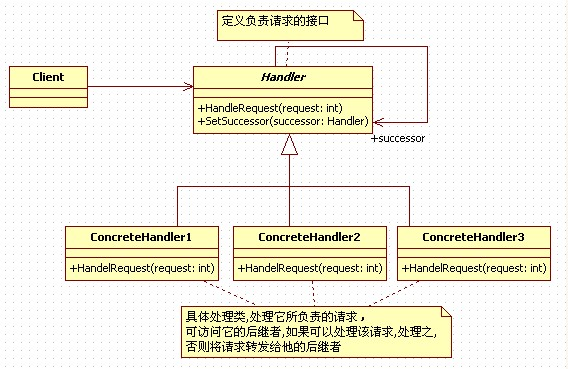 定义负责请求的接口
Client
Handler
+HandleRequest(request: int)
+SetSuccessor(successor: Handler)
+successor
ConcreteHandler1
+HandelRequest(request: int)
ConcreteHandler2
+HandelRequest(request: int)
ConcreteHandler3
+HandelRequest(request: int)
具体处理类,处理它所负责的请求，
可访问它的后继者,如果可以处理该请求,处理之,
否则将请求转发给他的后继者